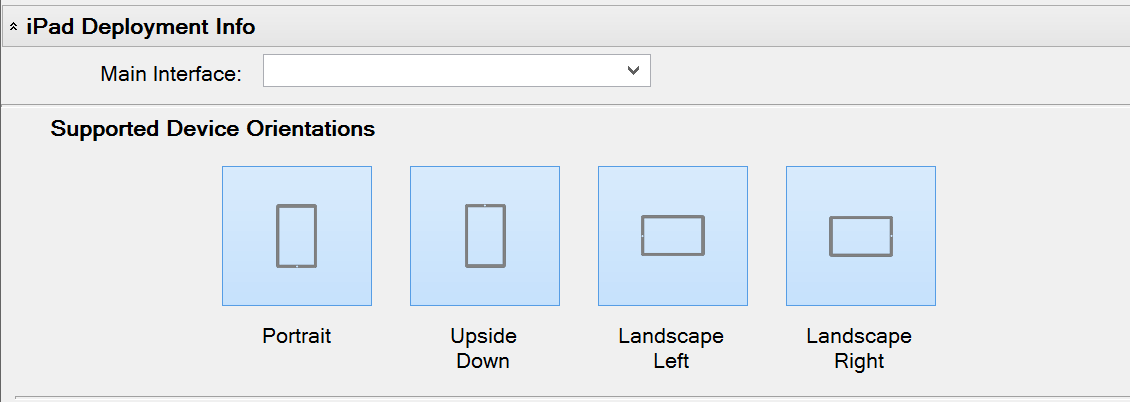 iPad Deployment Info
Main Interface:
Supported Device Orientations
Portrait
Upside
Down
Landscape
Left
Landscape
Right